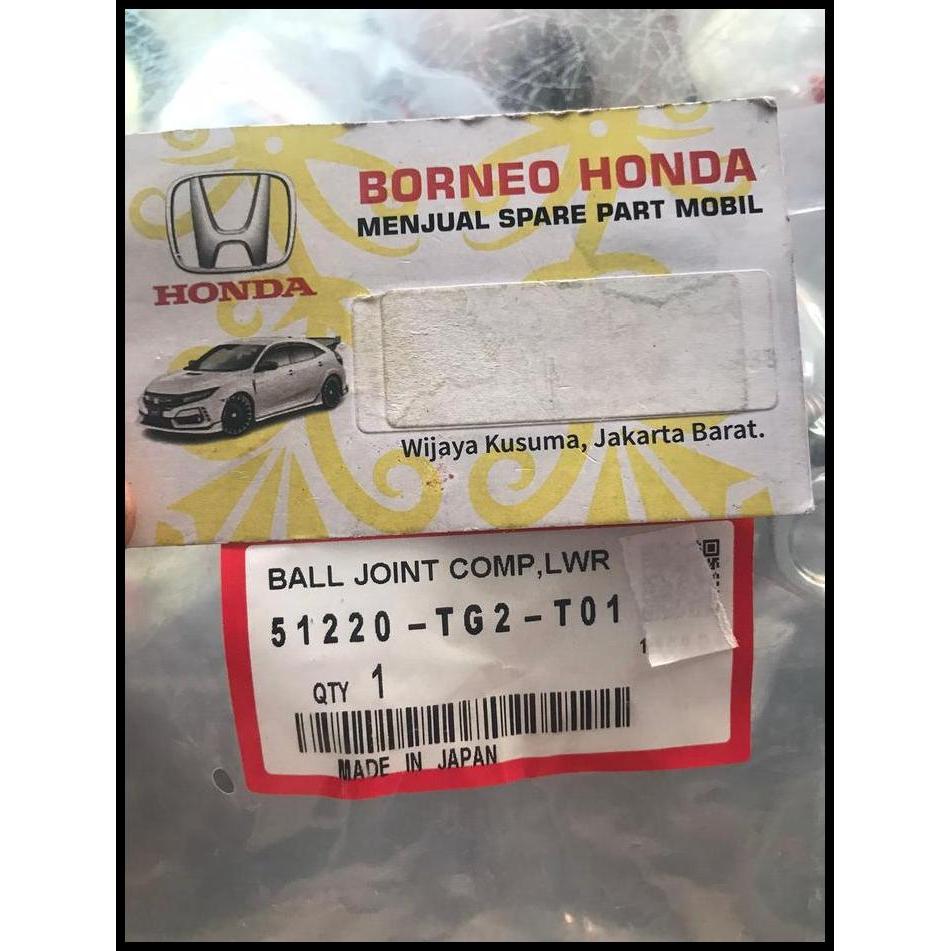 BORNEO HONDA
MENJUAL SPARE PART MOBIL
HONDA
Wijaya Kusuma, Jakarta Barat.
BALL JOINT COMP,LWR
51220-TG2-T01
QTY 1
MADE IN JAPAN